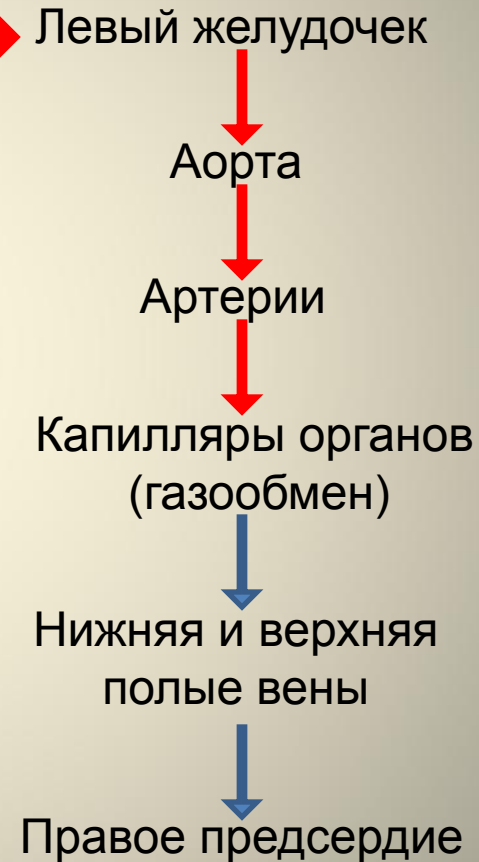 Левый желудочек
Аорта
Артерии
Капилляры органов
(газообмен)
Нижняя и верхняя
полые вены
Правое предсердие